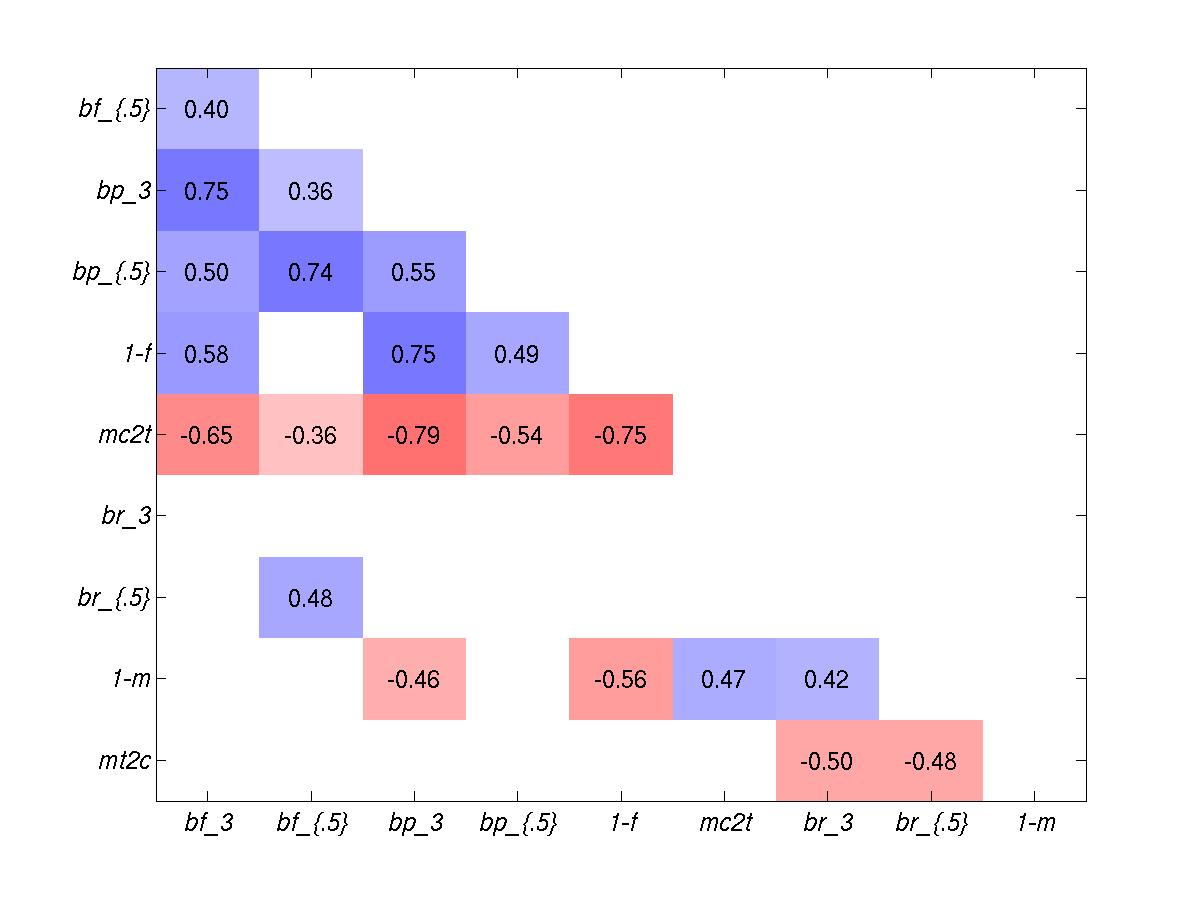 bf_{.5} 0.40
bp_3 0.75 0.36
bp_{.5} 0.50 0.74 0.55
1-f 0.58 0.75 0.49
mc2t -0.65 -0.36 -0.79 -0.54 -0.75
br_3
br_{.5} 0.48
1-m -0.46 -0.56 0.47 0.42
mt2c -0.50 -0.48
bf_3 bf_{.5} bp_3 bp_{.5} 1-f mc2t br_3 br_{.5} 1-m